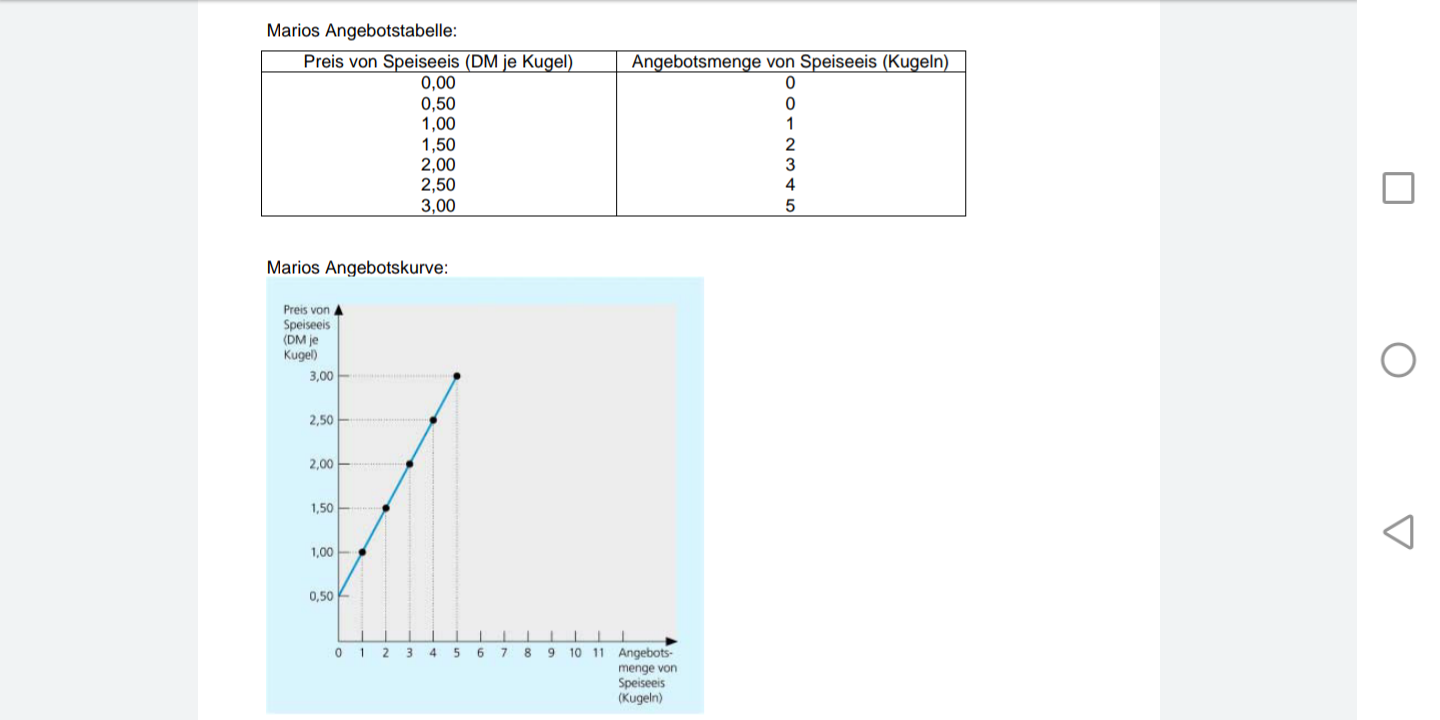 Marios Angebotstabelle:
Preis von Speiseeis (DM je Kugel) Angebotsmenge von Speiseeis (Kugeln)
0,00 0
0,50 0
1,00 1
1,50 2
2,00 3
2,50 4
3,00 5
Marios Angebotskurve:
Preis von
Speiseeis
(DM je
Kugel)
3,00
2,50
2,00
1,50
1,00
0,50
0 1 2 3 4 5 6 7 8 9 10 11 Angebots-
menge von
Speiseeis
(Kugeln)